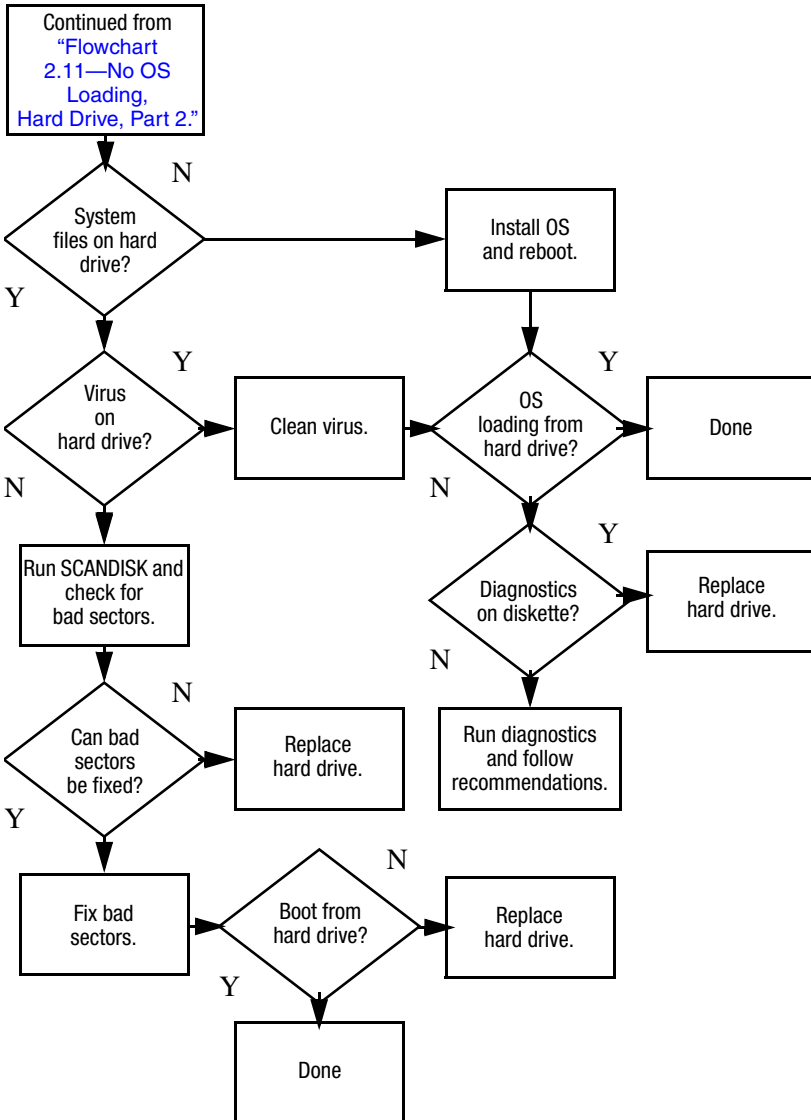 Continued from
“Flowchart
2.11—No OS
Loading,
Hard Drive, Part 2.”
N
System
files on hard
drive?
Install OS
and reboot.
Y
Y
Virus
on
hard drive?
Clean virus.
Y
OS
loading from
hard drive?
Done
N
N
Run SCANDISK and
check for
bad sectors.
Y
Diagnostics
on diskette?
Replace
hard drive.
N
N
Can bad
sectors
be fixed?
Replace
hard drive.
Run diagnostics
and follow
recommendations.
Y
Fix bad
sectors.
N
Boot from
hard drive?
Replace
hard drive.
Y
Done